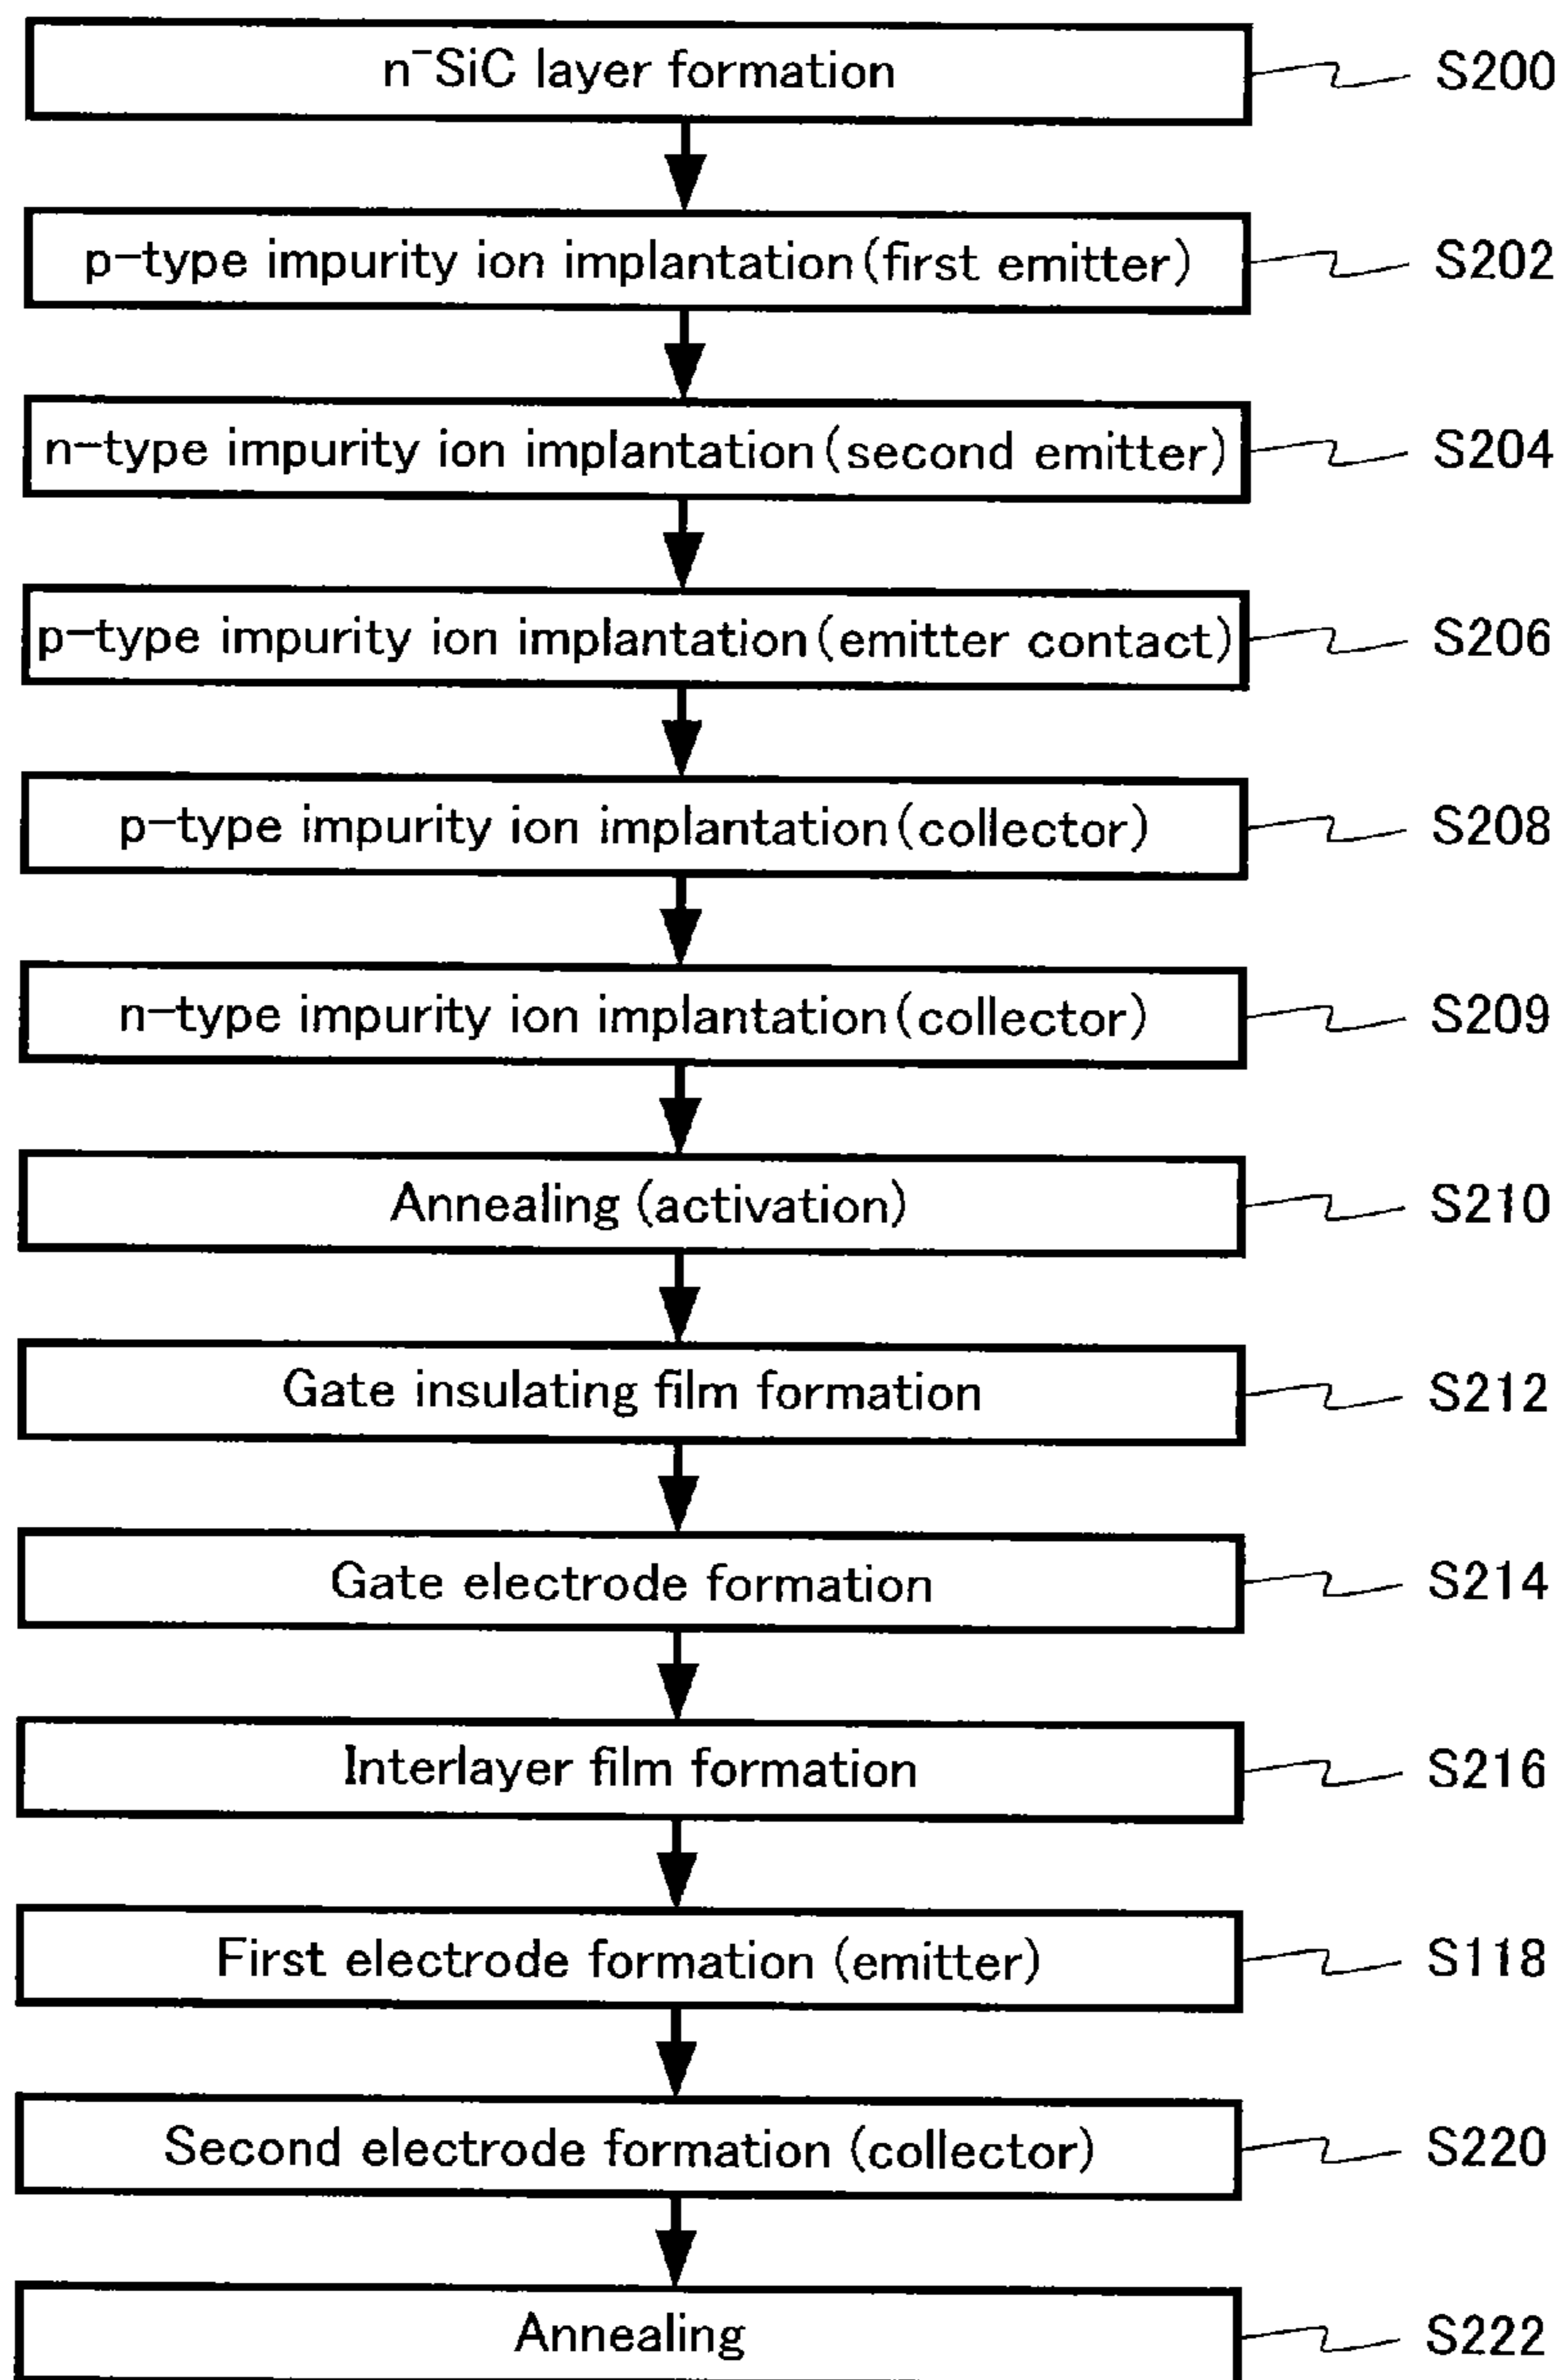 n⁻SiC layer formation S200
p-type impurity ion implantation(first emitter) S202
n-type impurity ion implantation(second emitter) S204
p-type impurity ion implantation(emitter contact) S206
p-type impurity ion implantation(collector) S208
n-type impurity ion implantation(collector) S209
Annealing (activation) S210
Gate insulating film formation S212
Gate electrode formation S214
Interlayer film formation S216
First electrode formation (emitter) S118
Second electrode formation (collector) S220
Annealing S222